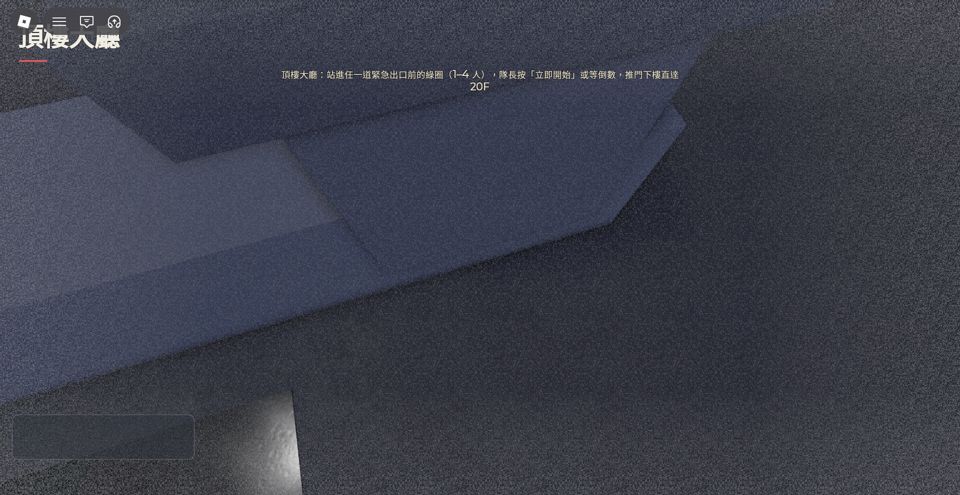 頂樓大廳
頂樓大廳：站進任一道緊急出口前的綠圈（1–4 人），隊長按「立即開始」或等倒數，推門下樓直達
20F